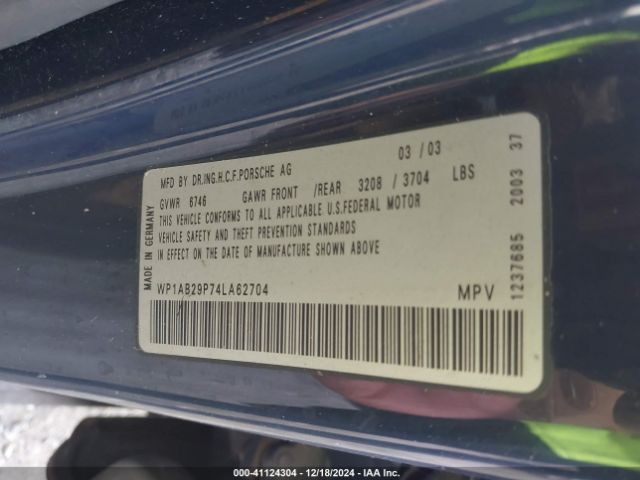 MFD BY DR.ING.H.C.F.PORSCHE AG 03 / 03
GVWR 6746 GAWR FRONT /REAR 3208 / 3704 LBS
THIS VEHICLE CONFORMS TO ALL APPLICABLE U.S.FEDERAL MOTOR
VEHICLE SAFETY AND THEFT PREVENTION STANDARDS
IN EFFECT ON THE DATE OF MANUFACTURE SHOWN ABOVE
WP1AB29P74LA62704 MPV
MADE IN GERMANY
1237685 2003 37
000-41124304 - 12/18/2024 - IAA Inc.